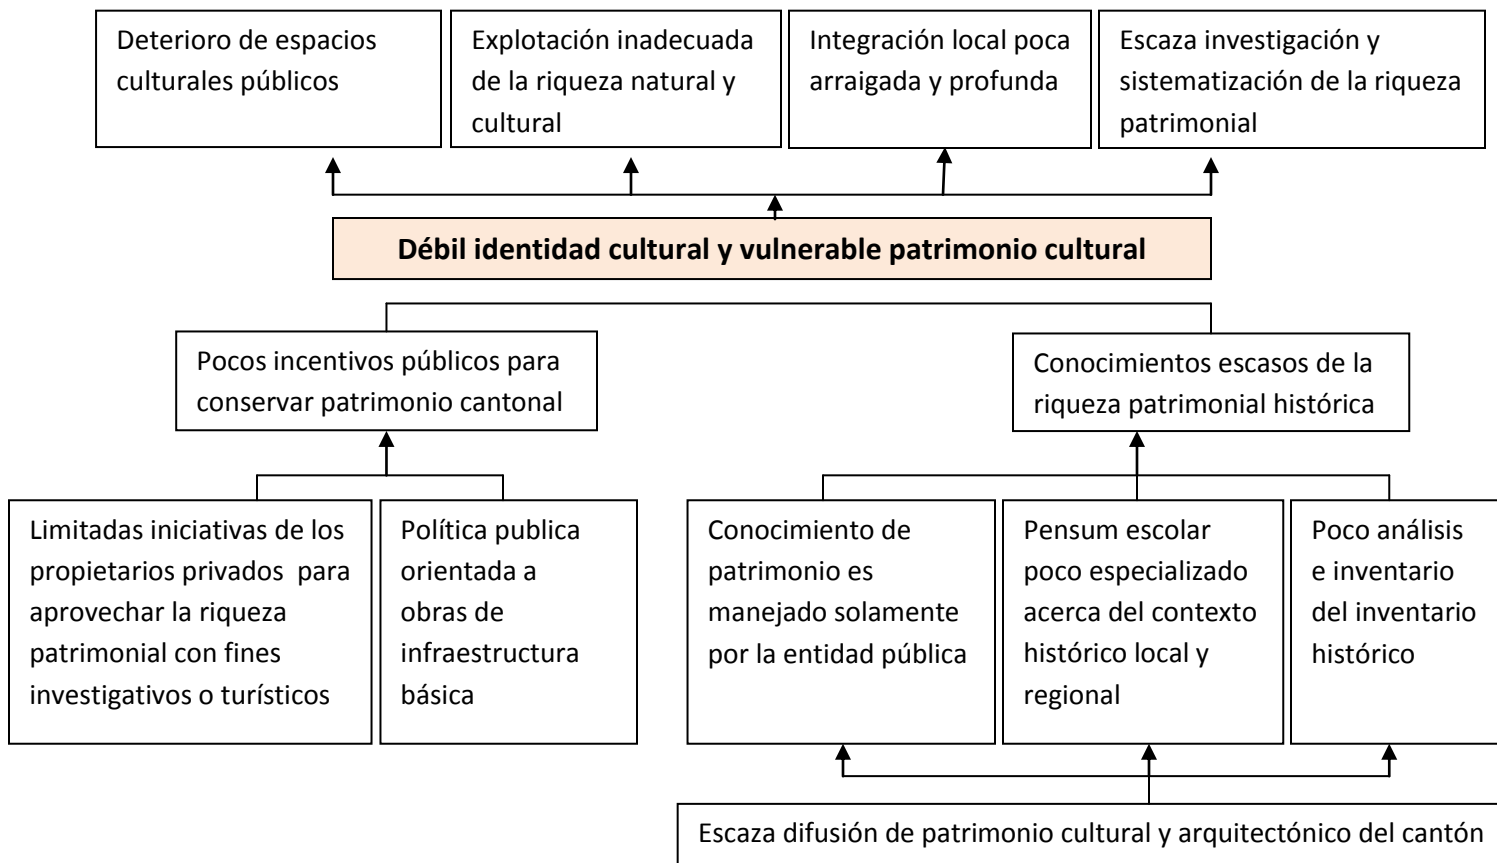 Deterioro de espacios
culturales públicos
Explotación inadecuada
de la riqueza natural y
cultural
Integración local poca
arraigada y profunda
Escaza investigación y
sistematización de la riqueza
patrimonial
Débil identidad cultural y vulnerable patrimonio cultural
Pocos incentivos públicos para
conservar patrimonio cantonal
Conocimientos escasos de la
riqueza patrimonial histórica
Limitadas iniciativas de los
propietarios privados para
aprovechar la riqueza
patrimonial con fines
investigativos o turísticos
Política publica
orientada a
obras de
infraestructura
básica
Conocimiento de
patrimonio es
manejado solamente
por la entidad pública
Pensum escolar
poco especializado
acerca del contexto
histórico local y
regional
Poco análisis
e inventario
del inventario
histórico
Escaza difusión de patrimonio cultural y arquitectónico del cantón